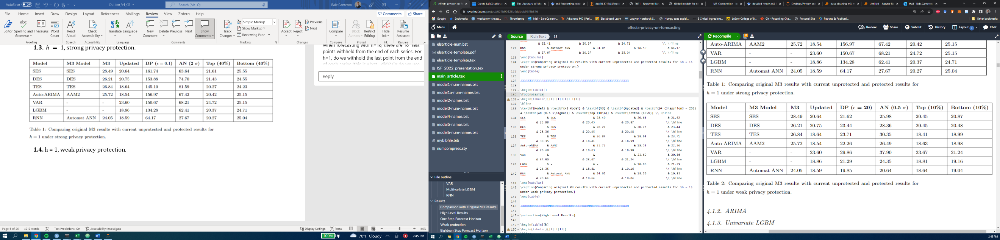 AutoSave Off Outline_V4_CB Search (Alt+Q) Bale,Cameron
File Home Insert Draw Design Layout References Mailings Review View Zotero Help Comments Share
Editor Spelling and Grammar Thesaurus Word Count Read Aloud Check Accessibility Translate Language New Comment Delete Previous Next Show Comments Track Changes Simple Markup Show Markup Reviewing Pane Accept Reject Previous Next Compare Block Authors Restrict Editing Hide Ink Resume Assistant
Proofing Speech Accessibility Language Comments Tracking Changes Compare Protect Ink Resume
1.3. h = 1, strong privacy protection.
Model M3 Model M3 Updated DP (ϵ = 0.1) AN (2 σ) Top (40%) Bottom (40%)
SES SES 28.49 20.64 161.74 63.64 21.61 25.55
DES DES 26.21 20.75 153.88 74.70 21.43 24.55
TES TES 26.84 18.64 145.10 81.59 20.27 24.23
Auto-ARIMA AAM2 25.72 18.54 156.97 67.42 20.42 25.15
VAR - - 23.60 150.67 68.21 24.72 25.15
LGBM - - 18.86 134.28 62.41 20.37 24.71
RNN Automat ANN 24.05 18.59 64.17 27.67 20.27 25.04
Table 1: Comparing original M3 results with current unprotected and protected results for
h = 1 under strong privacy protection.
1.4. h = 1, weak privacy protection.
when forecasting with h=18, there are 18 test
points withheld from the end of each series. For
h=1, do we withhold the last point from the end
of each series (this is what I did)? Or do we use
Reply
Page 6 of 26 4218 words Text Predictions: On Accessibility: Investigate Display Settings Focus 140%
100% 70°F Cloudy 1 2:45 PM
effects-privacy-on-f Create LaTeX tables The-Accuracy-of-Ma m3 forecasting com doi:10.1016/j.ijforec 2021 - Recurrent Ne Global models for ti M3-Competition - In detailed results m3 f Desktop/Privacy-an data_cleaning_m3_m Untitled - Jupyter N Mail - Bale,Cameron
overleaf.com/project/627b00428b4ddbeb97f9b676
Google Bookmarks rmarkdown-cheats... Throttlestop Mail - Bale,Camero... Advanced MD | Pati... Blackboard Learn Jupyter Notebook S... Numpy axes explai... 5 Critical Ingredient... LeBow College of B... Git - Recording Cha... Personal Site Reports & Publicati... Other bookmarks
Menu effects-privacy-on-forecasting Review Share Submit History Layout Chat
Source Rich Text Ω Recompile
elsarticle-num.bst
elsarticle-template.pdf
elsarticle-template.tex
ISF_2022_presentation.tex
main_article.tex
model1-num-names.bst
model1a-num-names.bst
model2-names.bst
model3-num-names.bst
model4-names.bst
model5-names.bst
model6-num-names.bst
mybibfile.bib
numcompress.sty
File outline
VAR
Multivariate LGBM
RNN
Results
Comparison with Original M3 Results
High Level Results
One Step Forecast Horizon
Weak protection.
Eighteen Step Forecast Horizon
& 62.41 & 20.37 & 24.71 \\ \hline
122 RNN & Automat ANN & 24.05 & 18.59 & 64.17
& 27.67 & 20.27 & 25.04 \\ \hline
123 \end{tabular}
124 \caption{Comparing original M3 results with current unprotected and protected results for $h = 1$
under strong privacy protection.}
125 \end{table}
126
127
128
129 \begin{table}[]
130 \footnotesize
131 \begin{tabular}{|l|l|l|l|l|l|l|l|}
132 \hline
133 \textbf{Model} & \textbf{M3 Model} & \textbf{M3} & \textbf{Updated} & \textbf{DP ($\epsilon$ = 20)}
& \textbf{AN (0.5 $\sigma$)} & \textbf{Top (10\%)} & \textbf{Bottom (10\%)} \\ \hline
134 SES & SES & 28.49 & 20.64 & 21.62
& 25.98 & 20.45 & 20.87 \\ \hline
135 DES & DES & 26.21 & 20.75 & 23.44
& 28.36 & 20.45 & 20.48 \\ \hline
136 TES & TES & 26.84 & 18.64 & 23.71
& 30.35 & 18.41 & 18.99 \\ \hline
137 Auto-ARIMA & AAM2 & 25.72 & 18.54 & 22.26
& 26.49 & 18.63 & 18.98 \\ \hline
138 VAR & - & - & 23.60 & 29.86
& 37.90 & 23.67 & 21.24 \\ \hline
139 LGBM & - & - & 18.86 & 21.29
& 24.35 & 18.81 & 19.16 \\ \hline
140 RNN & Automat ANN & 24.05 & 18.59 & 19.85
& 20.64 & 18.64 & 19.04 \\ \hline
141 \end{tabular}
142 \caption{Comparing original M3 results with current unprotected and protected results for $h = 1$
under weak privacy protection.}
143 \end{table}
144
145
146
147 \subsection{High Level Results}
148
149 \begin{table}[h]
150 \begin{tabular}{|l|ll|ll|}
Auto-ARIMA AAM2 25.72 18.54 156.97 67.42 20.42 25.15
VAR - - 23.60 150.67 68.21 24.72 25.15
LGBM - - 18.86 134.28 62.41 20.37 24.71
RNN Automat ANN 24.05 18.59 64.17 27.67 20.27 25.04
Table 1: Comparing original M3 results with current unprotected and protected results for
h = 1 under strong privacy protection.
Model M3 Model M3 Updated DP (ϵ = 20) AN (0.5 σ) Top (10%) Bottom (10%)
SES SES 28.49 20.64 21.62 25.98 20.45 20.87
DES DES 26.21 20.75 23.44 28.36 20.45 20.48
TES TES 26.84 18.64 23.71 30.35 18.41 18.99
Auto-ARIMA AAM2 25.72 18.54 22.26 26.49 18.63 18.98
VAR - - 23.60 29.86 37.90 23.67 21.24
LGBM - - 18.86 21.29 24.35 18.81 19.16
RNN Automat ANN 24.05 18.59 19.85 20.64 18.64 19.04
Table 2: Comparing original M3 results with current unprotected and protected results for
h = 1 under weak privacy protection.
4.1.2. ARIMA
4.1.3. Univariate LGBM
2:45 PM